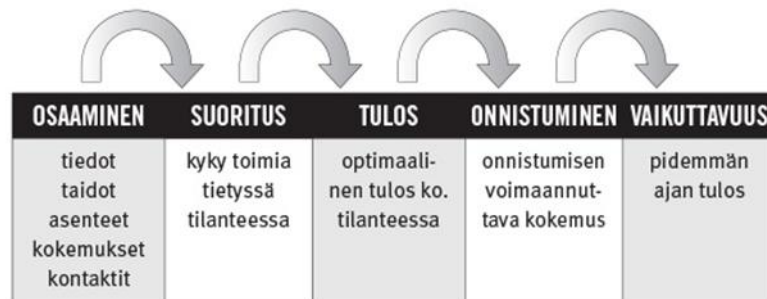 OSAAMINEN SUORITUS TULOS ONNISTUMINEN VAIKUTTAVUUS
tiedot
taidot
asenteet
kokemukset
kontaktit
kyky toimia
tietyssä
tilanteessa
optimaali-
nen tulos ko.
tilanteessa
onnistumisen
voimaannut-
tava kokemus
pidemmän
ajan tulos